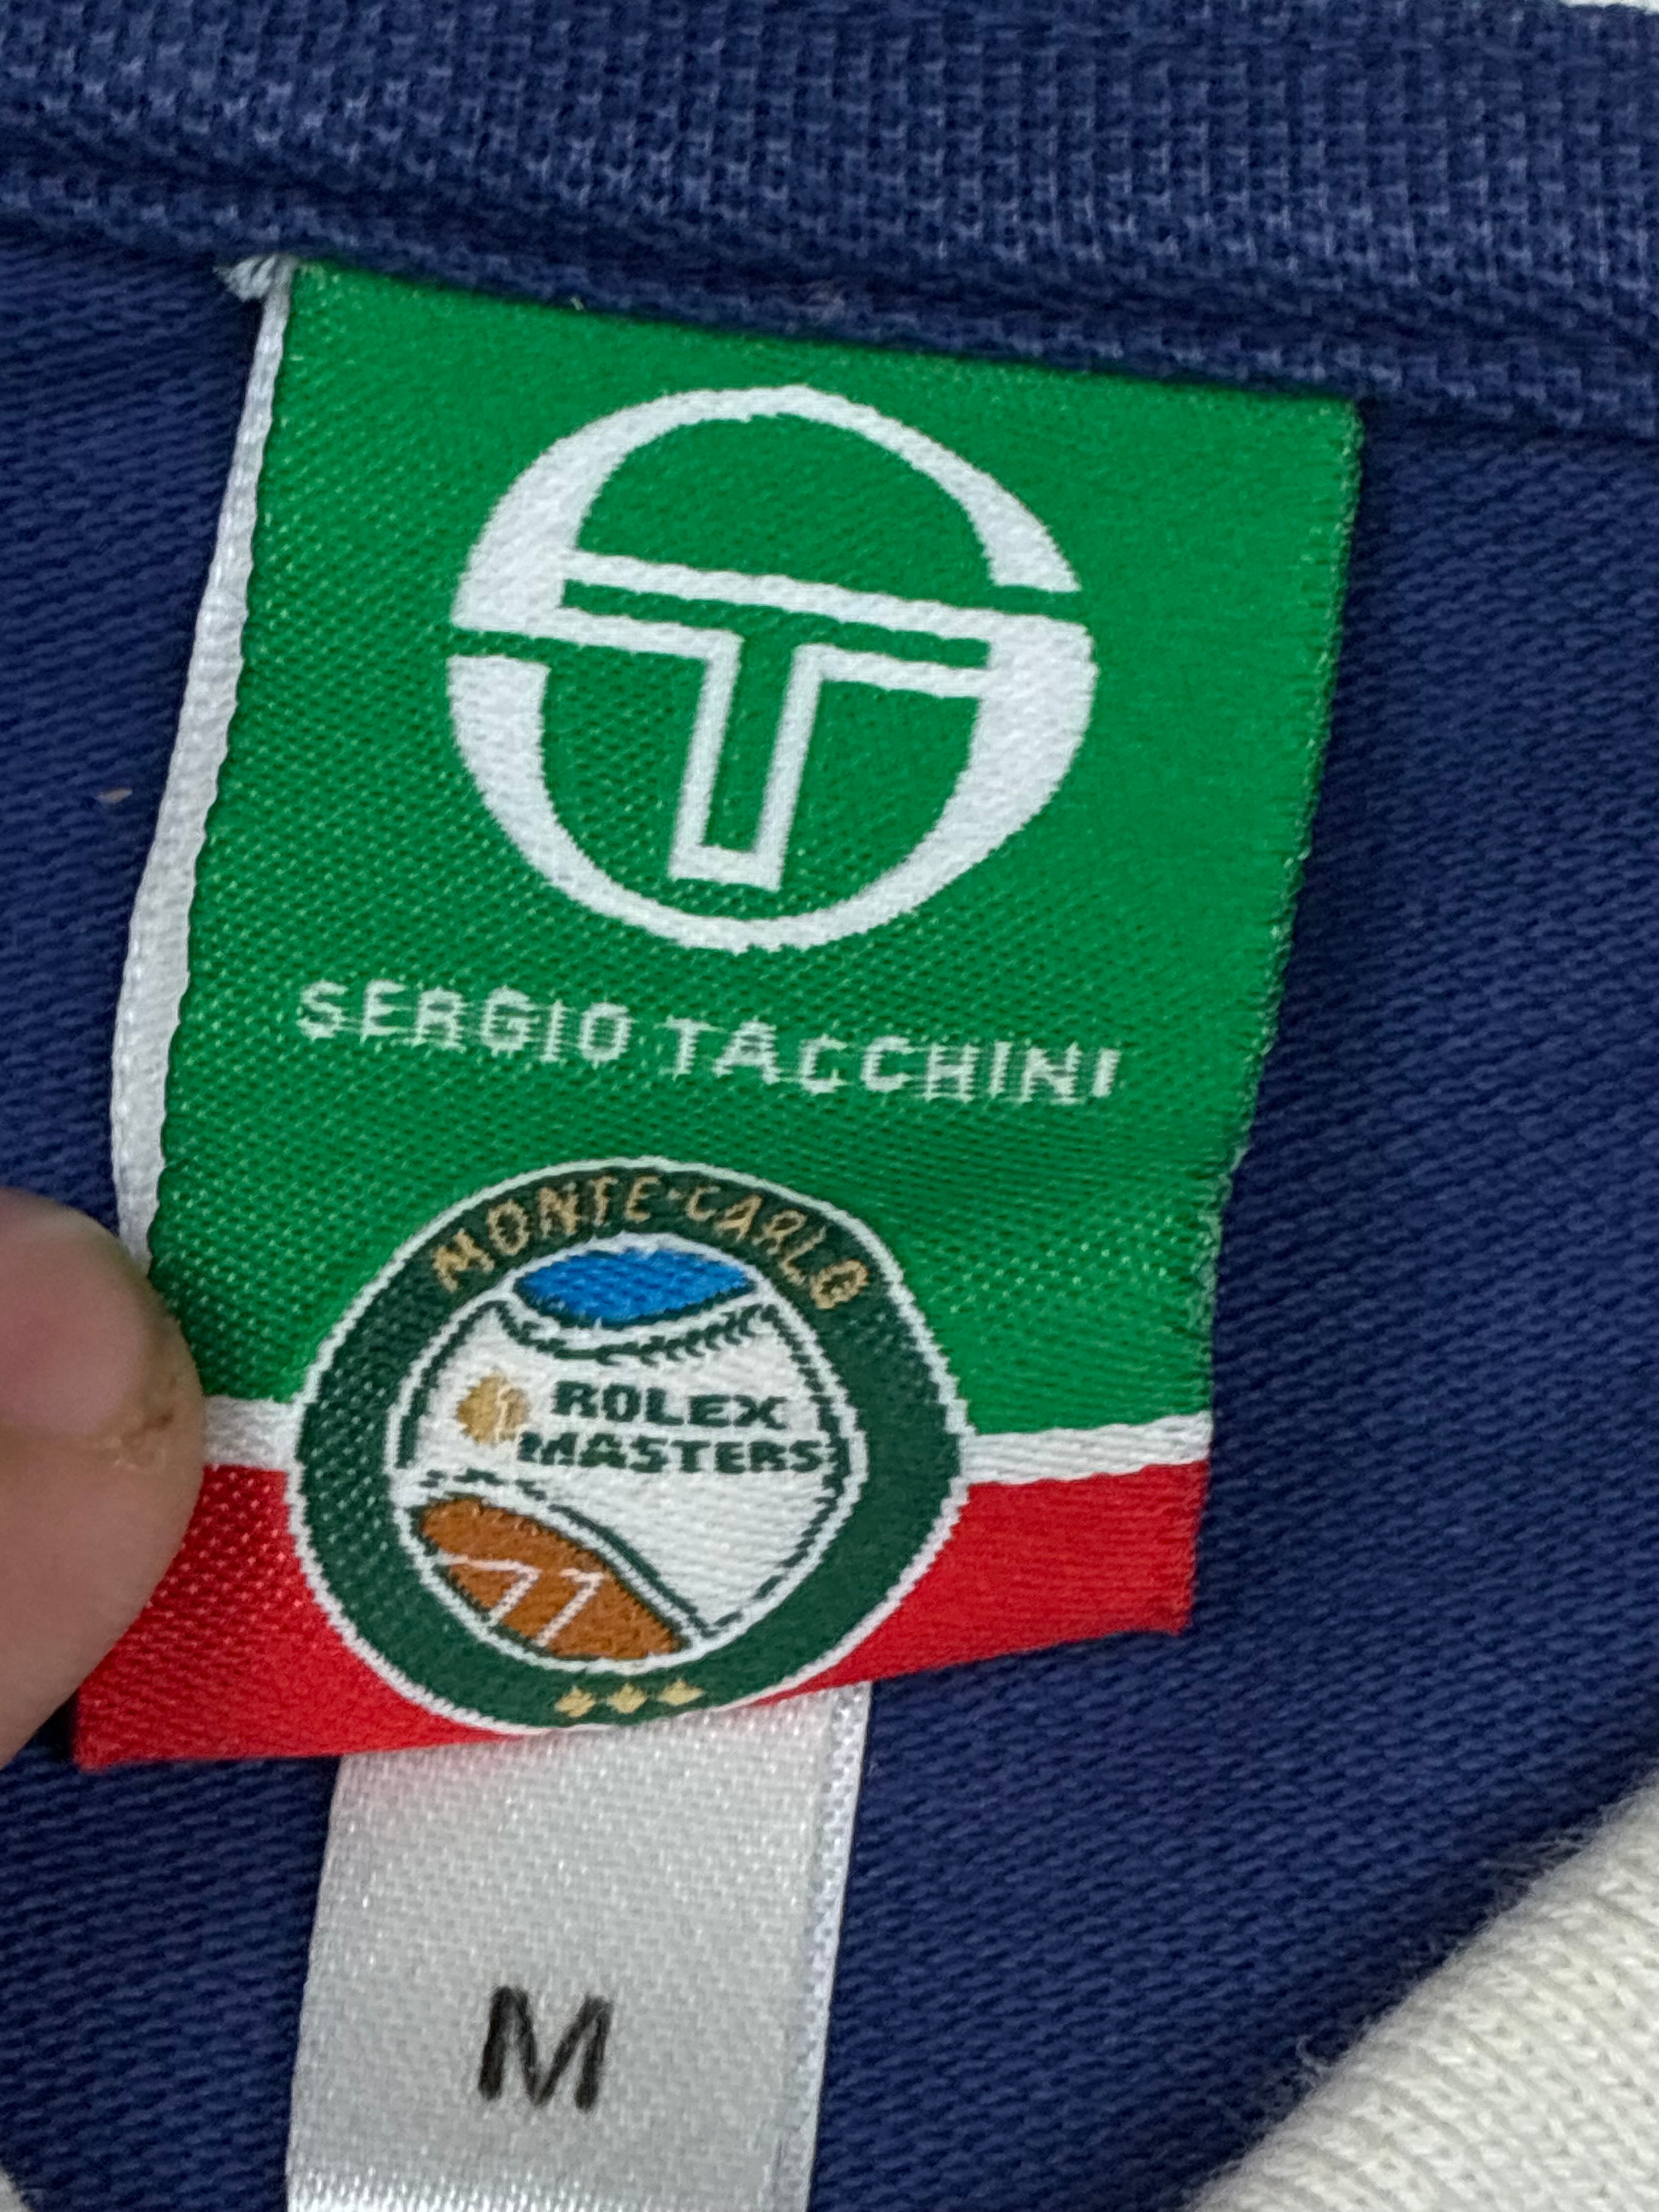 SERGIO TACCHINI
MONTE-CARLO
ROLEX
MASTERS
M